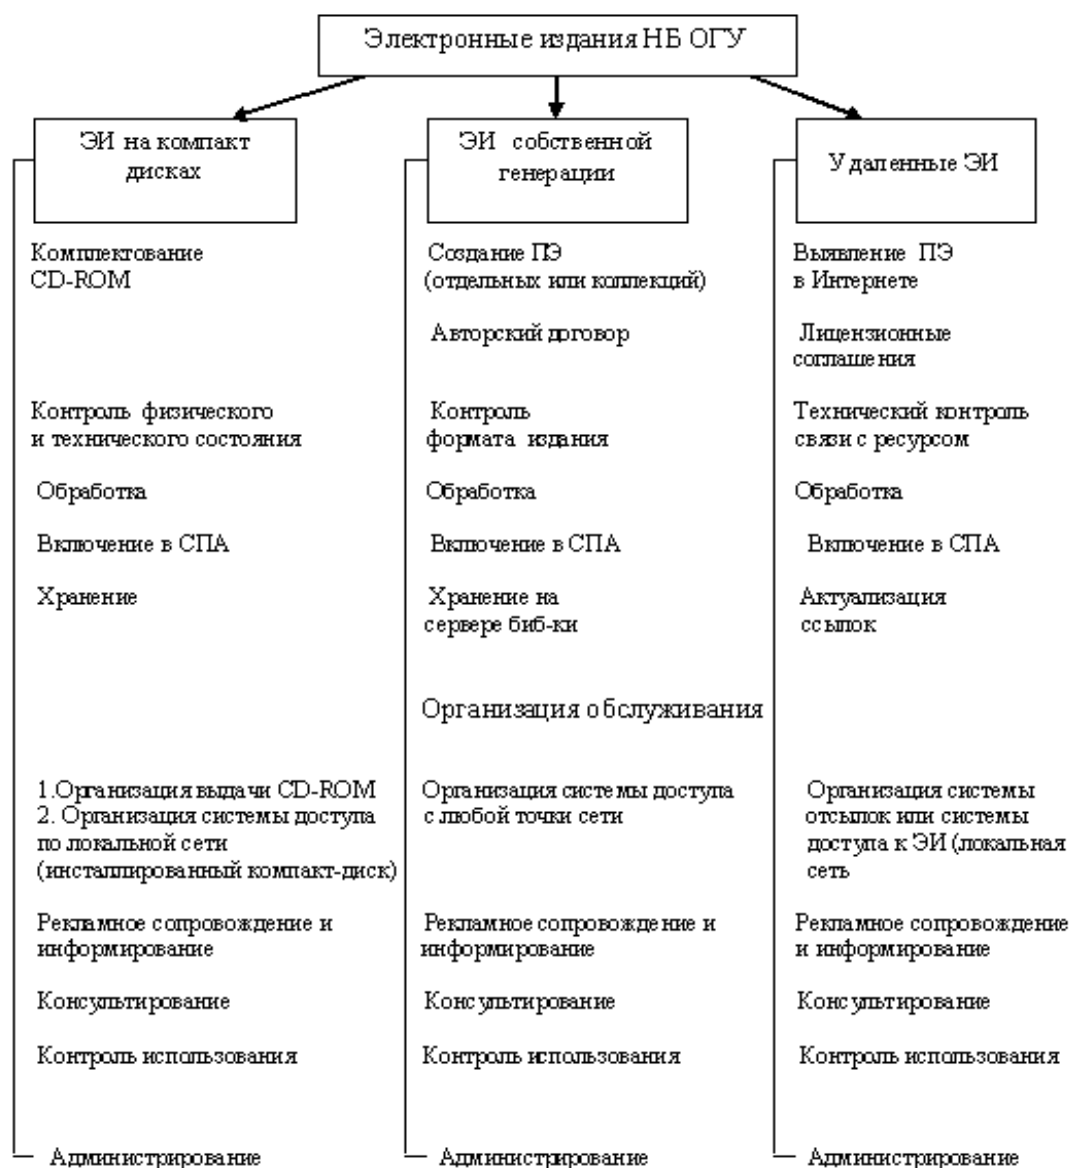 Электронные издания НБ ОГУ
ЭИ на компакт
дисках
Комплектование
CD-ROM
Контроль физического
и технического состояния
Обработка
Включение в СПА
Хранение
1.Организация выдачи CD-ROM
2. Организация системы доступа
по локальной сети
(инсталлированный компакт-диск)
Рекламное сопровождение и
информирование
Консультирование
Контроль использования
Администрирование
ЭИ собственной
генерации
Создание ПЭ
(отдельных или коллекций)
Авторский договор
Контроль
формата издания
Обработка
Включение в СПА
Хранение на
сервере биб-ки
Организация обслуживания
Организация системы доступа
с любой точки сети
Рекламное сопровождение и
информирование
Консультирование
Контроль использования
Администрирование
Удаленные ЭИ
Выявление ПЭ
в Интернете
Лицензионные
соглашения
Технический контроль
связи с ресурсом
Обработка
Включение в СПА
Актуализация
ссылок
Организация системы
отсылок или системы
доступа к ЭИ (локальная
сеть
Рекламное сопровождение
и информирование
Консультирование
Контроль использования
Администрирование